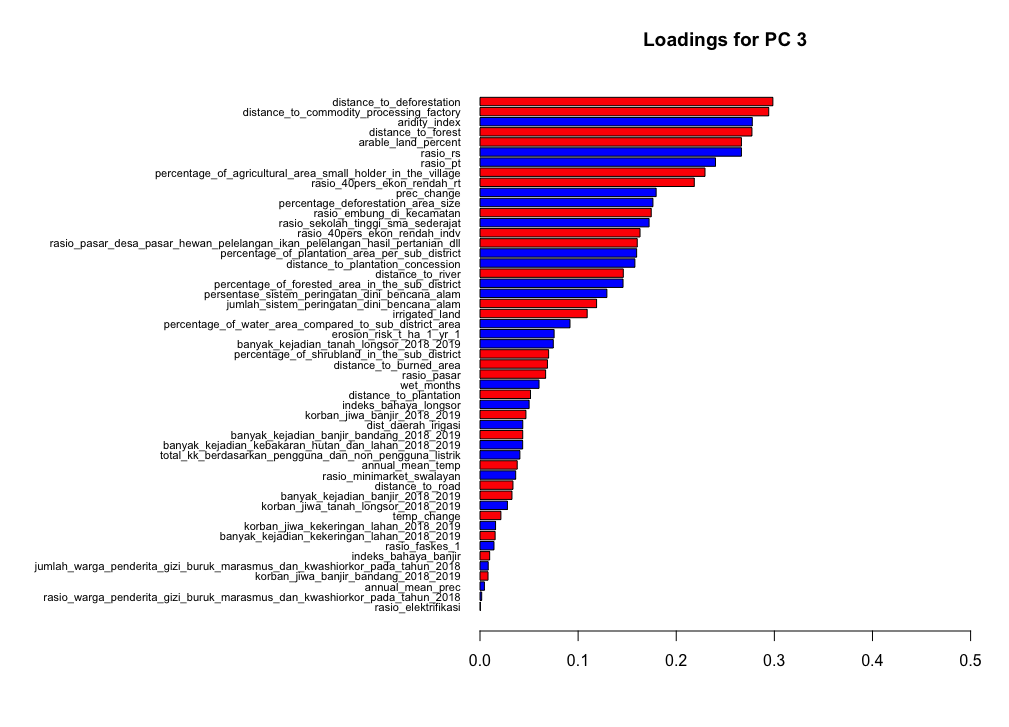 Loadings for PC 3
distance_to_deforestation
distance_to_commodity_processing_factory
aridity_index
distance_to_forest
arable_land_percent
rasio_rs
rasio_pt
percentage_of_agricultural_area_small_holder_in_the_village
rasio_40pers_ekon_rendah_rt
prec_change
percentage_deforestation_area_size
rasio_embung_di_kecamatan
rasio_sekolah_tinggi_sma_sederajat
rasio_40pers_ekon_rendah_indv
rasio_pasar_desa_pasar_hewan_pelelangan_ikan_pelelangan_hasil_pertanian_dll
percentage_of_plantation_area_per_sub_district
distance_to_plantation_concession
distance_to_river
percentage_of_forested_area_in_the_sub_district
persentase_sistem_peringatan_dini_bencana_alam
jumlah_sistem_peringatan_dini_bencana_alam
irrigated_land
percentage_of_water_area_compared_to_sub_district_area
erosion_risk_t_ha_1_yr_1
banyak_kejadian_tanah_longsor_2018_2019
percentage_of_shrubland_in_the_sub_district
distance_to_burned_area
rasio_pasar
wet_months
distance_to_plantation
indeks_bahaya_longsor
korban_jiwa_banjir_2018_2019
dist_daerah_irigasi
banyak_kejadian_banjir_bandang_2018_2019
banyak_kejadian_kebakaran_hutan_dan_lahan_2018_2019
total_kk_berdasarkan_pengguna_dan_non_pengguna_listrik
annual_mean_temp
rasio_minimarket_swalayan
distance_to_road
banyak_kejadian_banjir_2018_2019
korban_jiwa_tanah_longsor_2018_2019
temp_change
korban_jiwa_kekeringan_lahan_2018_2019
banyak_kejadian_kekeringan_lahan_2018_2019
rasio_faskes_1
indeks_bahaya_banjir
jumlah_warga_penderita_gizi_buruk_marasmus_dan_kwashiorkor_pada_tahun_2018
korban_jiwa_banjir_bandang_2018_2019
annual_mean_prec
rasio_warga_penderita_gizi_buruk_marasmus_dan_kwashiorkor_pada_tahun_2018
rasio_elektrifikasi
0.0 0.1 0.2 0.3 0.4 0.5